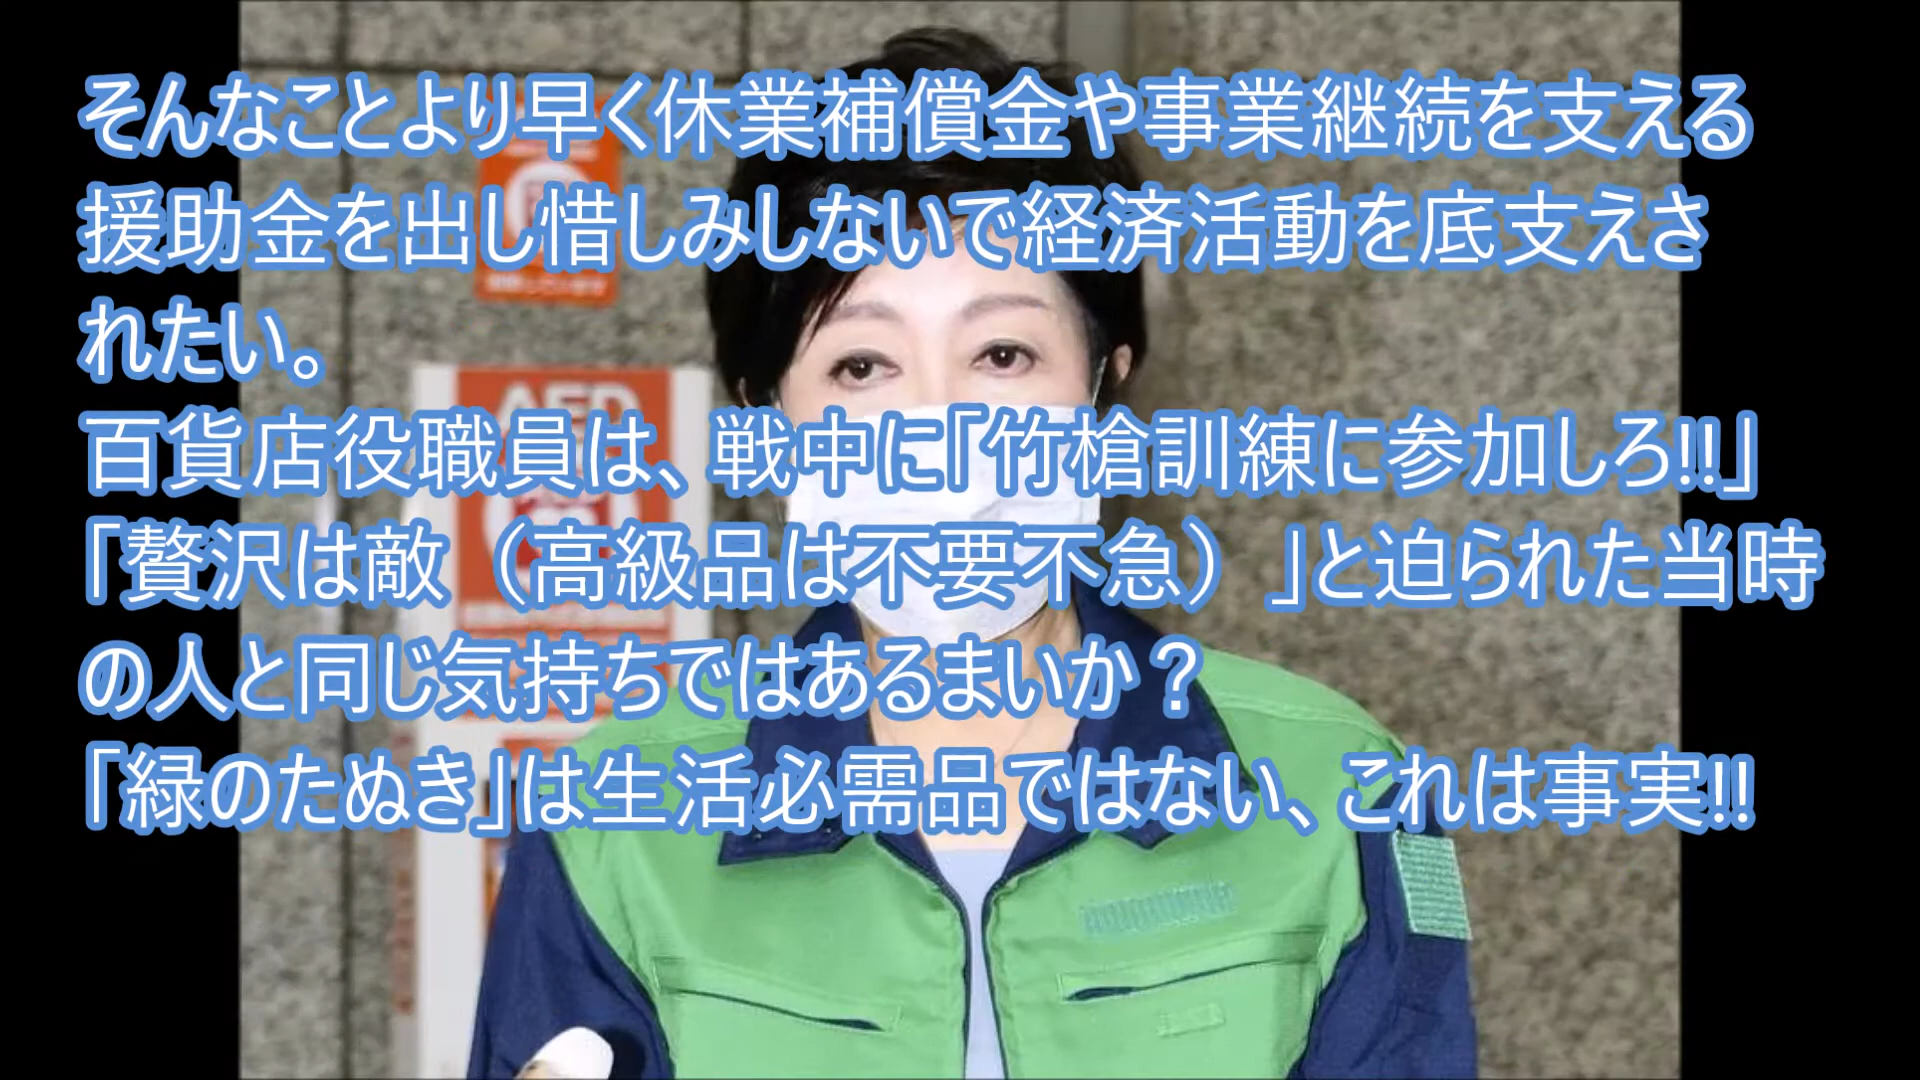 そんなことより早く休業補償金や事業継続を支える
援助金を出し惜しみしないで経済活動を底支えさ
れたい。
百貨店役職員は、戦中に「竹槍訓練に参加しろ!!」
「贅沢は敵（高級品は不要不急）」と迫られた当時
の人と同じ気持ちではあるまいか？
「緑のたぬき」は生活必需品ではない、これは事実!!
AED